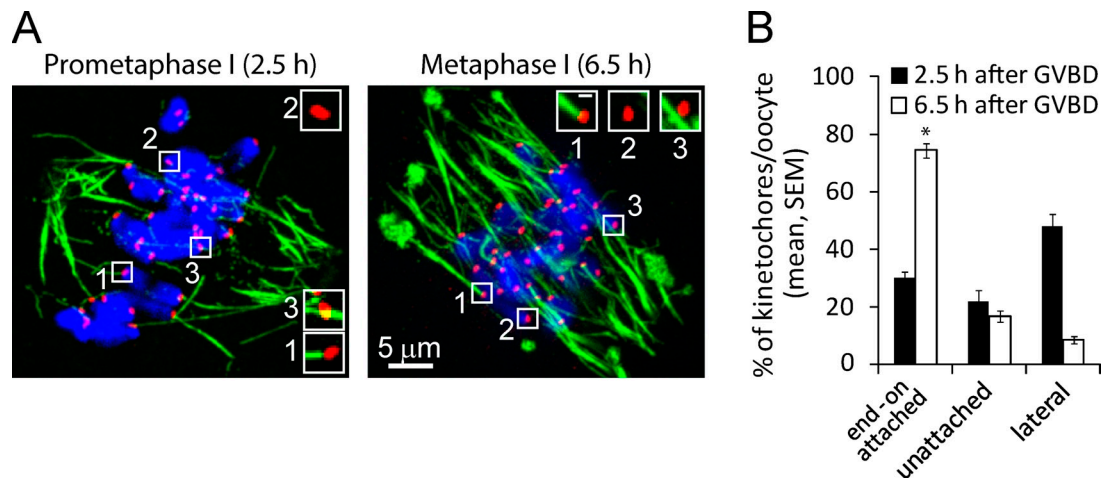 A
Prometaphase I (2.5 h)
2
2
1
3
3
1
Metaphase I (6.5 h)
1
2
3
3
1
2
5 μm
B
% of kinetochores/oocyte
(mean, SEM)
100
80
60
40
20
0
2.5 h after GVBD
6.5 h after GVBD
*
end-on
attached
unattached
lateral